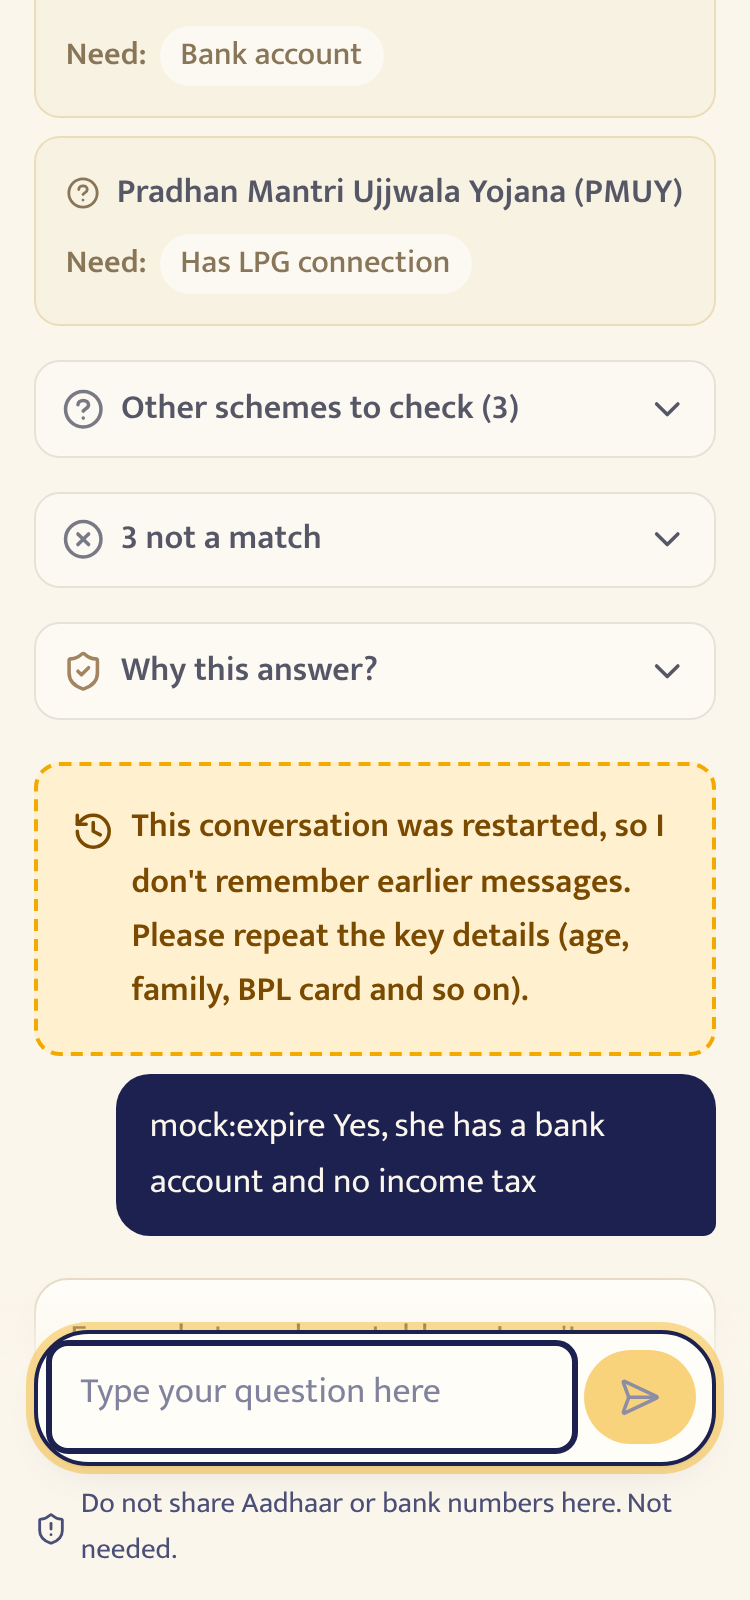 Need: Bank account
Pradhan Mantri Ujjwala Yojana (PMUY)
Need: Has LPG connection
Other schemes to check (3)
3 not a match
Why this answer?
This conversation was restarted, so I
don't remember earlier messages.
Please repeat the key details (age,
family, BPL card and so on).
mock:expire Yes, she has a bank
account and no income tax
Type your question here
Do not share Aadhaar or bank numbers here. Not
needed.